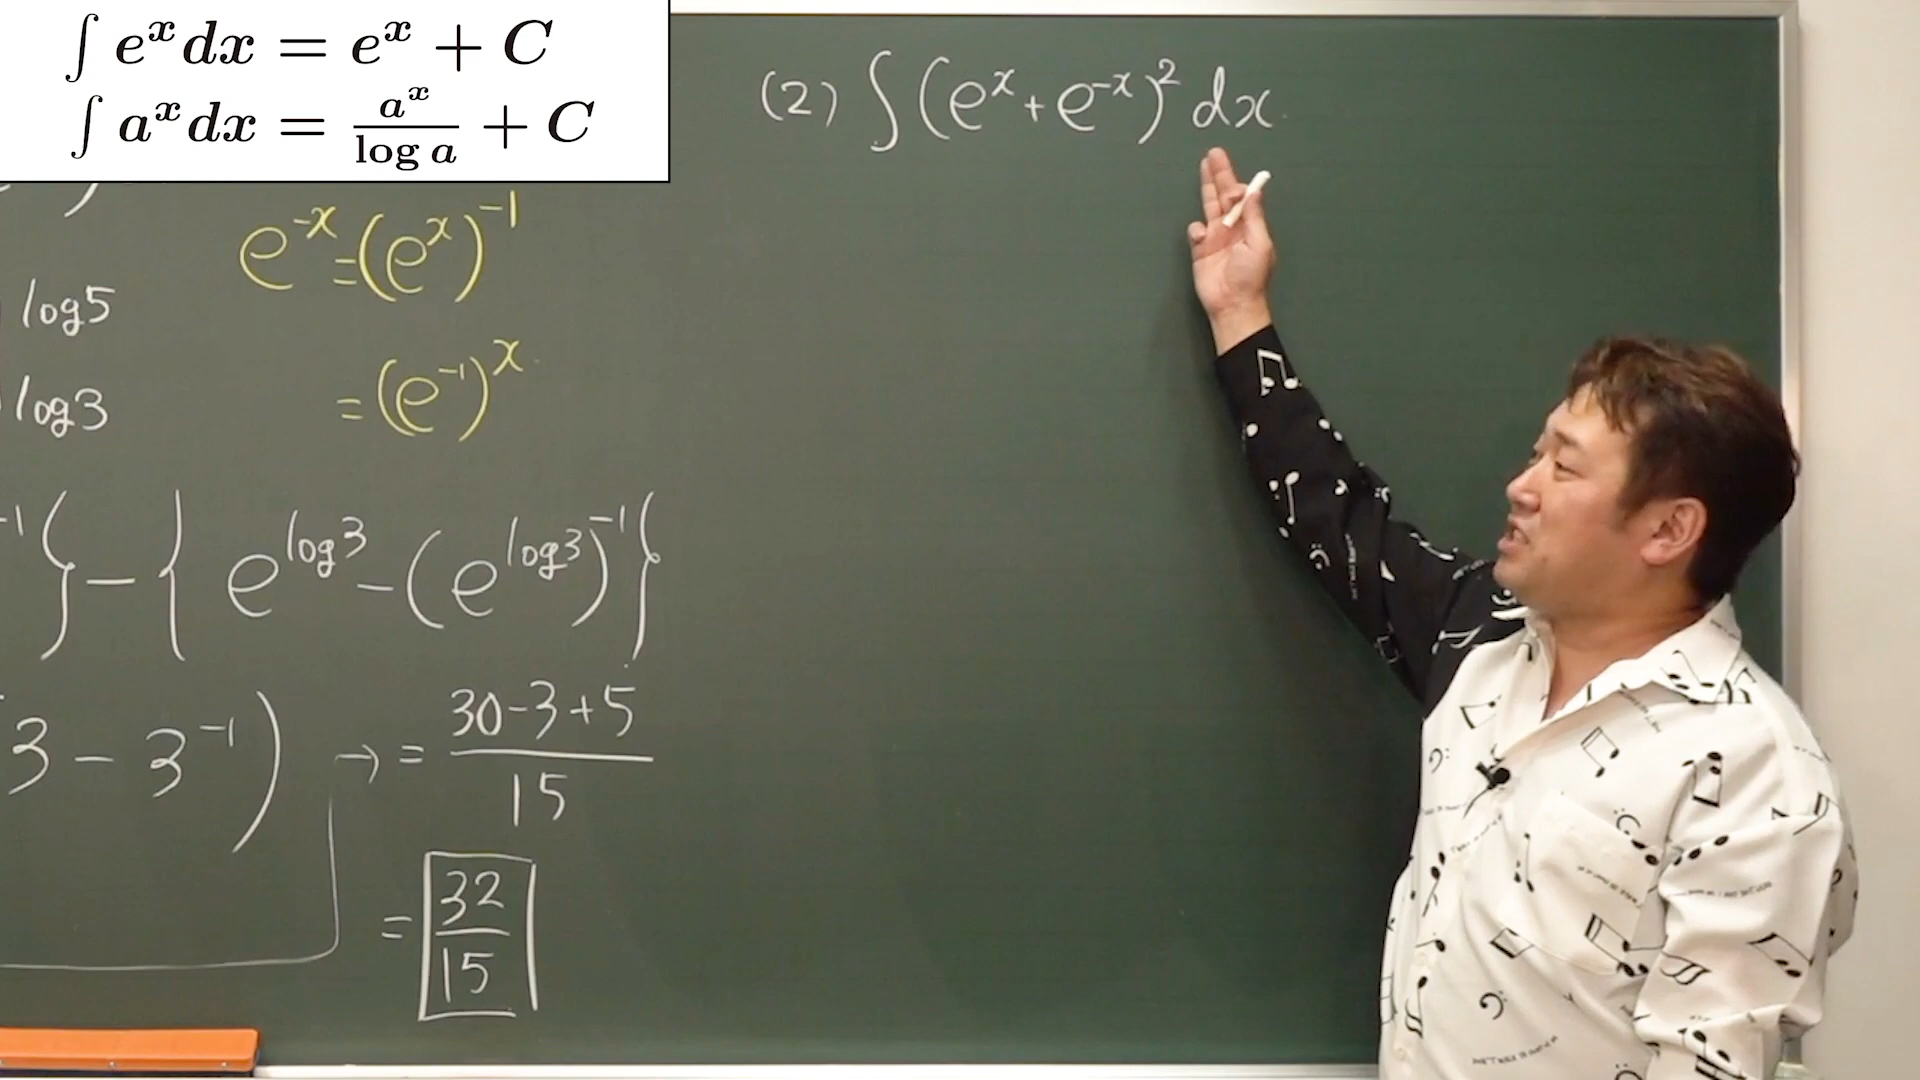 ∫ e^x dx = e^x + C
∫ a^x dx = a^x / log a + C
e^{-x} = (e^x)^{-1}
= (e^{-1})^x
log5
log3
-1 } - { e^{log3} - (e^{log3})^{-1} }
3 - 3^{-1} ) → = 30-3+5 / 15
= 32 / 15
(2) ∫ (e^x + e^{-x})^2 dx